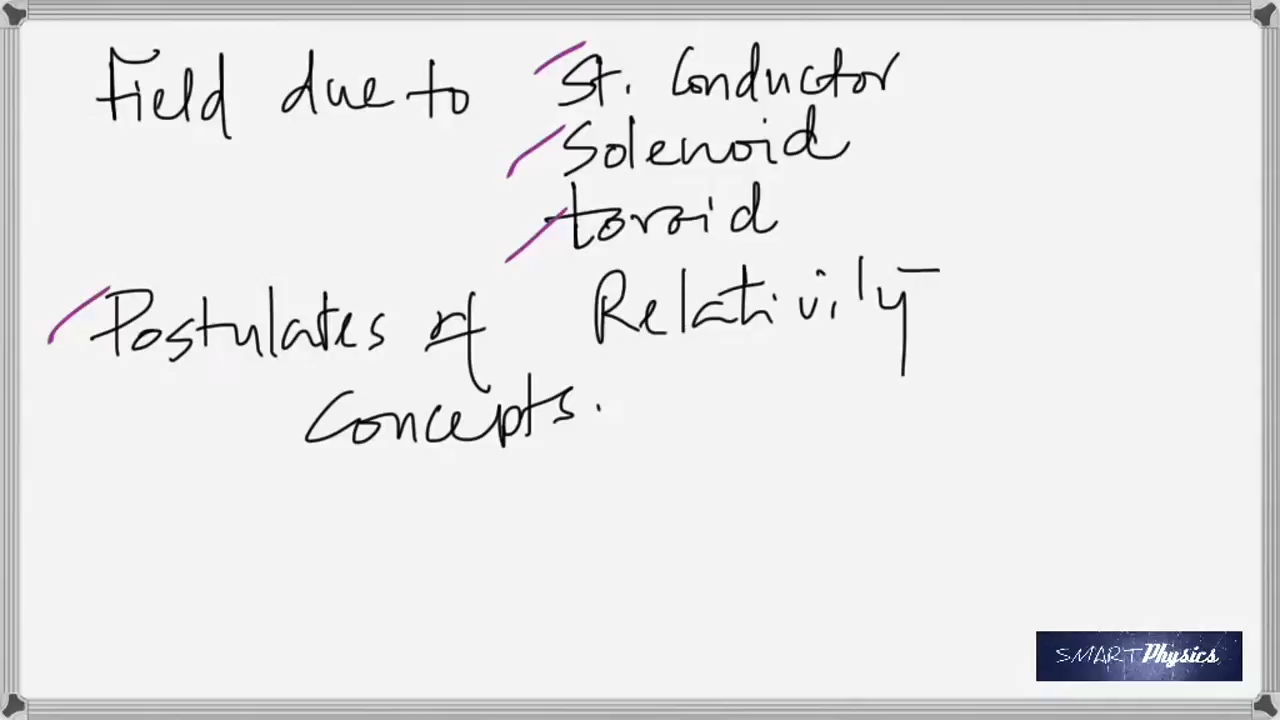 Field due to St. Conductor
Solenoid
toroid
Postulates of Relativity
Concepts.
SMART Physics